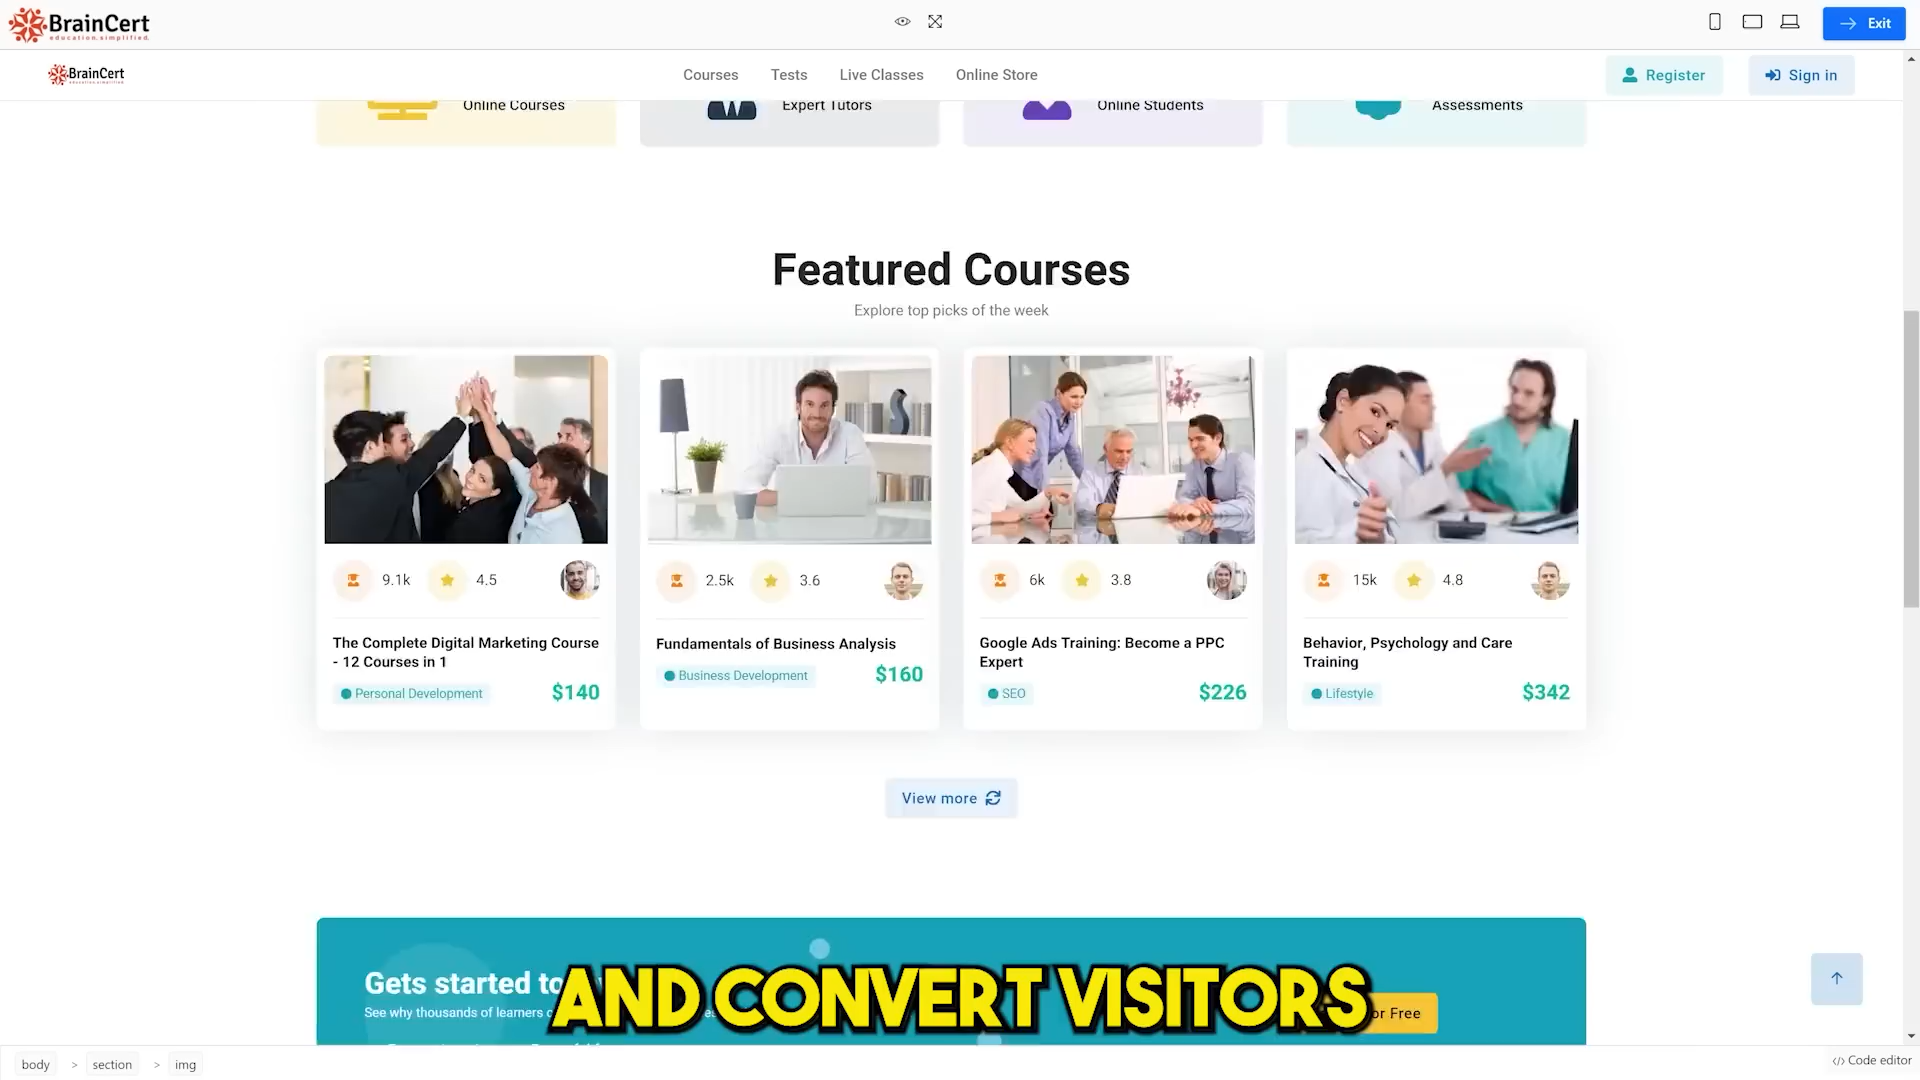 BrainCert
education.simplified.
Exit
BrainCert
Courses
Tests
Live Classes
Online Store
Register
Sign in
Online Courses
Expert Tutors
Online Students
Assessments
Featured Courses
Explore top picks of the week
9.1k
4.5
2.5k
3.6
6k
3.8
15k
4.8
The Complete Digital Marketing Course
- 12 Courses in 1
Personal Development
$140
Fundamentals of Business Analysis
Business Development
$160
Google Ads Training: Become a PPC
Expert
SEO
$226
Behavior, Psychology and Care
Training
Lifestyle
$342
View more
Gets started
See why thousands of learners
for Free
AND CONVERT VISITORS
body > section > img
</> Code editor